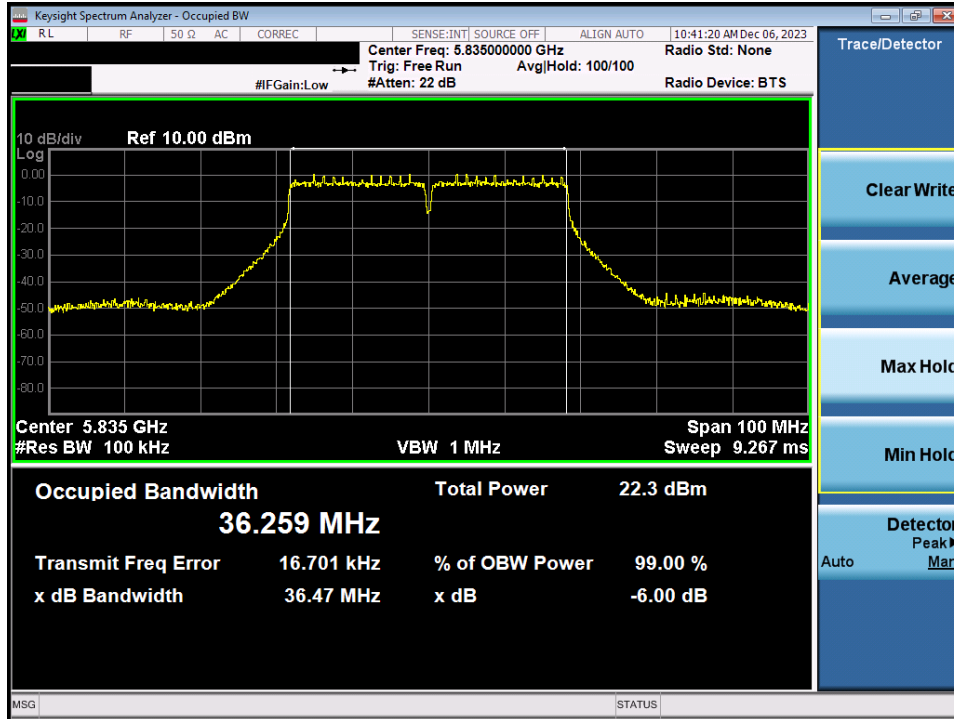 Keysight Spectrum Analyzer - Occupied BW
LXI RL RF 50 Ω AC CORREC SENSE:INT SOURCE OFF ALIGN AUTO 10:41:20 AM Dec 06, 2023
Center Freq: 5.835000000 GHz Radio Std: None
Trig: Free Run Avg|Hold: 100/100
#IFGain:Low #Atten: 22 dB Radio Device: BTS
10 dB/div Ref 10.00 dBm
Log
0.00
-10.0
-20.0
-30.0
-40.0
-50.0
-60.0
-70.0
-80.0
Center 5.835 GHz Span 100 MHz
#Res BW 100 kHz VBW 1 MHz Sweep 9.267 ms
Occupied Bandwidth Total Power 22.3 dBm
36.259 MHz
Transmit Freq Error 16.701 kHz % of OBW Power 99.00 %
x dB Bandwidth 36.47 MHz x dB -6.00 dB
MSG STATUS
Trace/Detector
Clear Write
Average
Max Hold
Min Hold
Detector
Peak▶
Auto Man